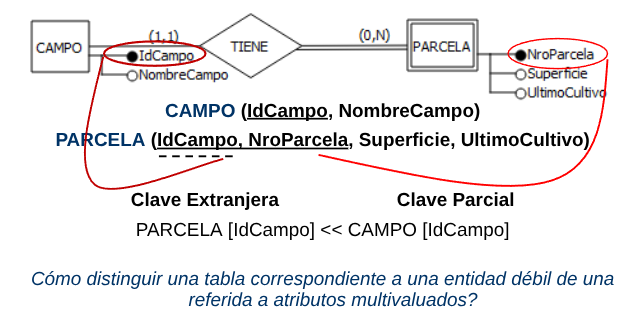 (1,1)
(0,N)
CAMPO
TIENE
PARCELA
IdCampo
NroParcela
NombreCampo
Superficie
UltimoCultivo
CAMPO (IdCampo, NombreCampo)
PARCELA (IdCampo, NroParcela, Superficie, UltimoCultivo)
Clave Extranjera
Clave Parcial
PARCELA [IdCampo] << CAMPO [IdCampo]
Cómo distinguir una tabla correspondiente a una entidad débil de una
referida a atributos multivaluados?